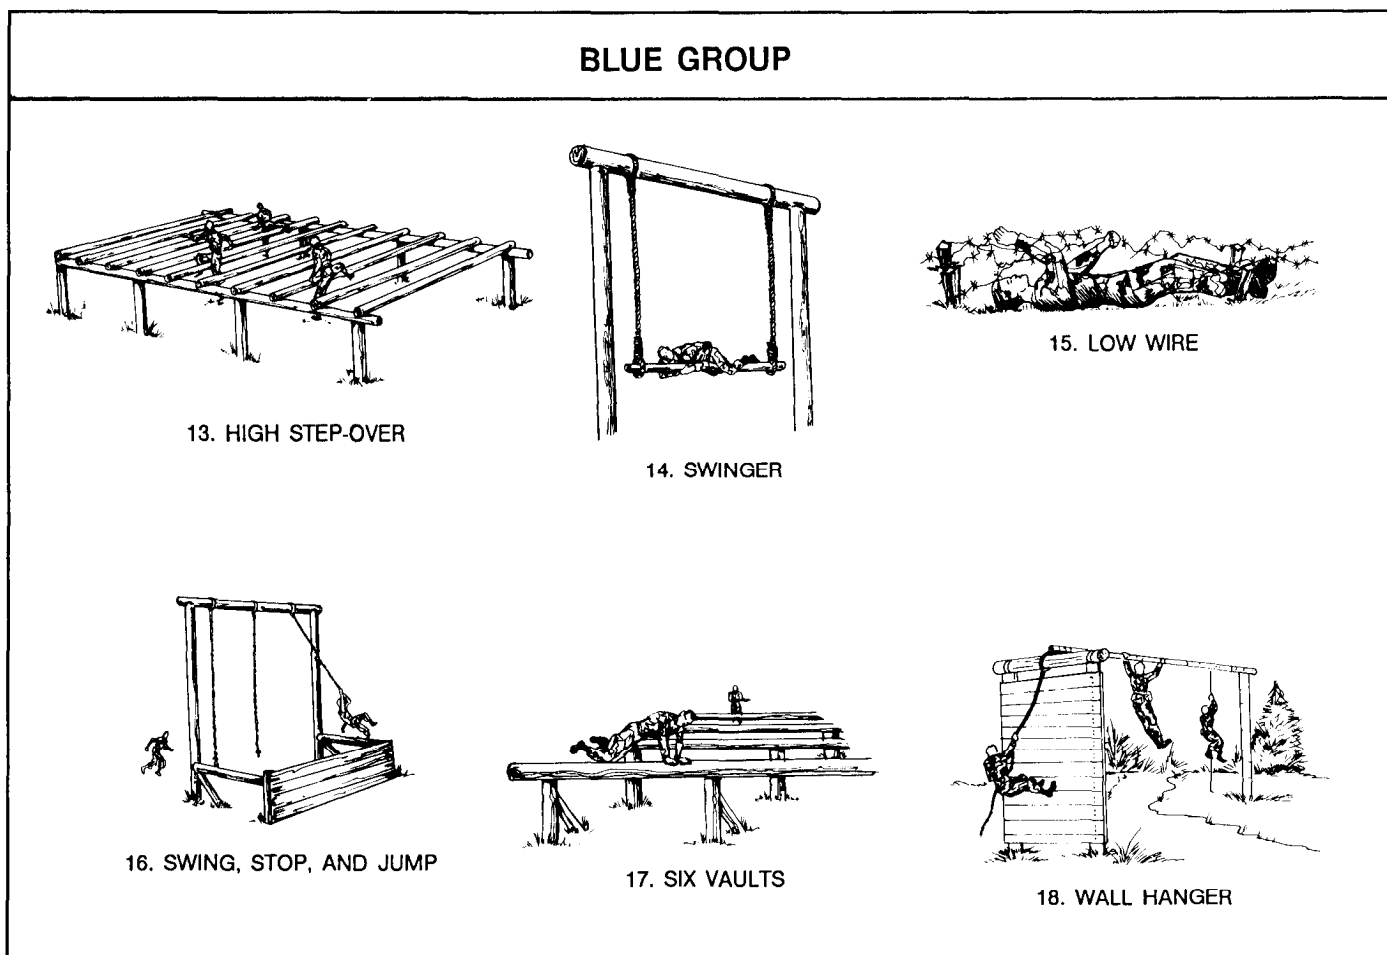 BLUE GROUP
13. HIGH STEP-OVER
14. SWINGER
15. LOW WIRE
16. SWING, STOP, AND JUMP
17. SIX VAULTS
18. WALL HANGER